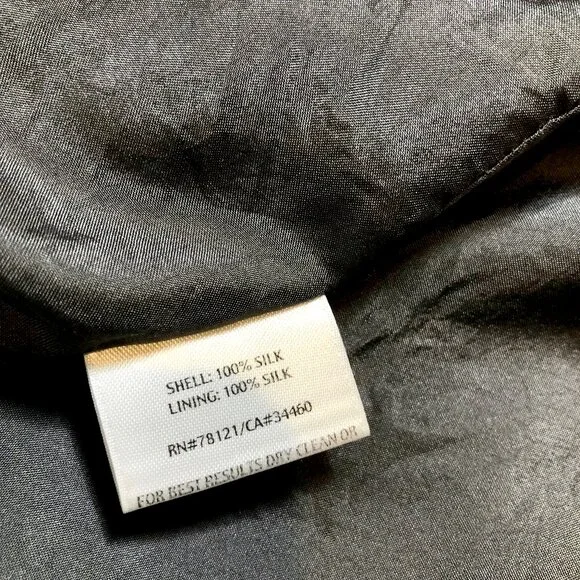 SHELL: 100% SILK
LINING: 100% SILK
RN#78121/CA#34460
FOR BEST RESULTS DRY CLEAN OR